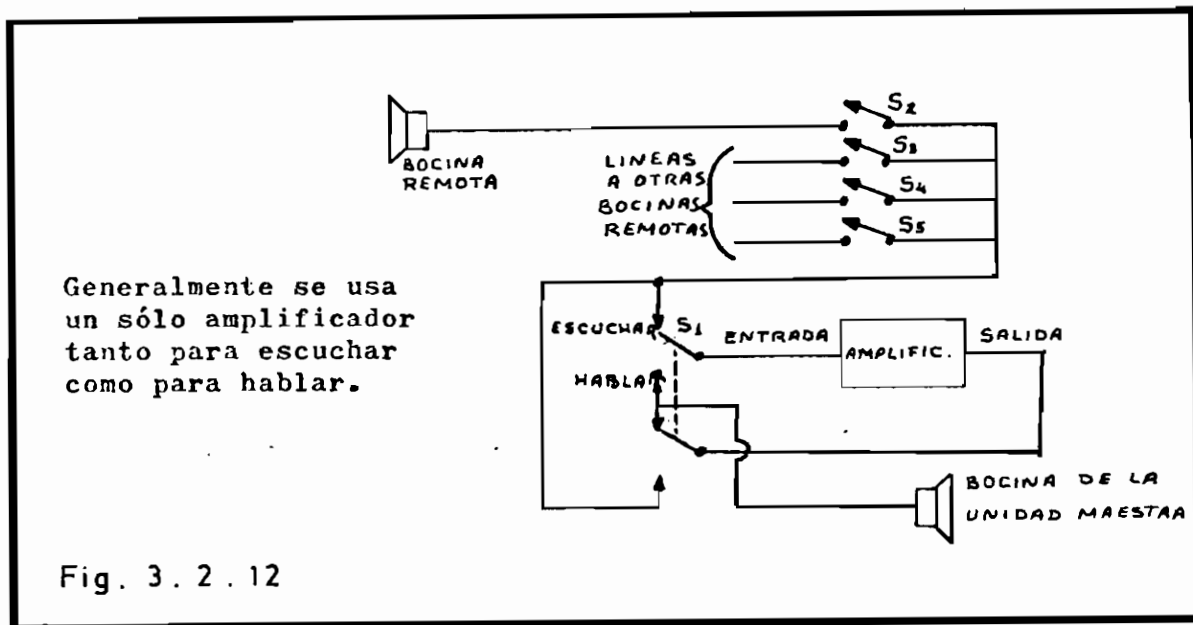 S2
BOCINA
REMOTA
LINEAS
A OTRAS
BOCINAS
REMOTAS
S3
S4
S5
Generalmente se usa
un sólo amplificador
tanto para escuchar
como para hablar.
ESCUCHAR
S1
ENTRADA
AMPLIFIC.
SALIDA
HABLAR
BOCINA DE LA
UNIDAD MAESTRA
Fig. 3.2.12